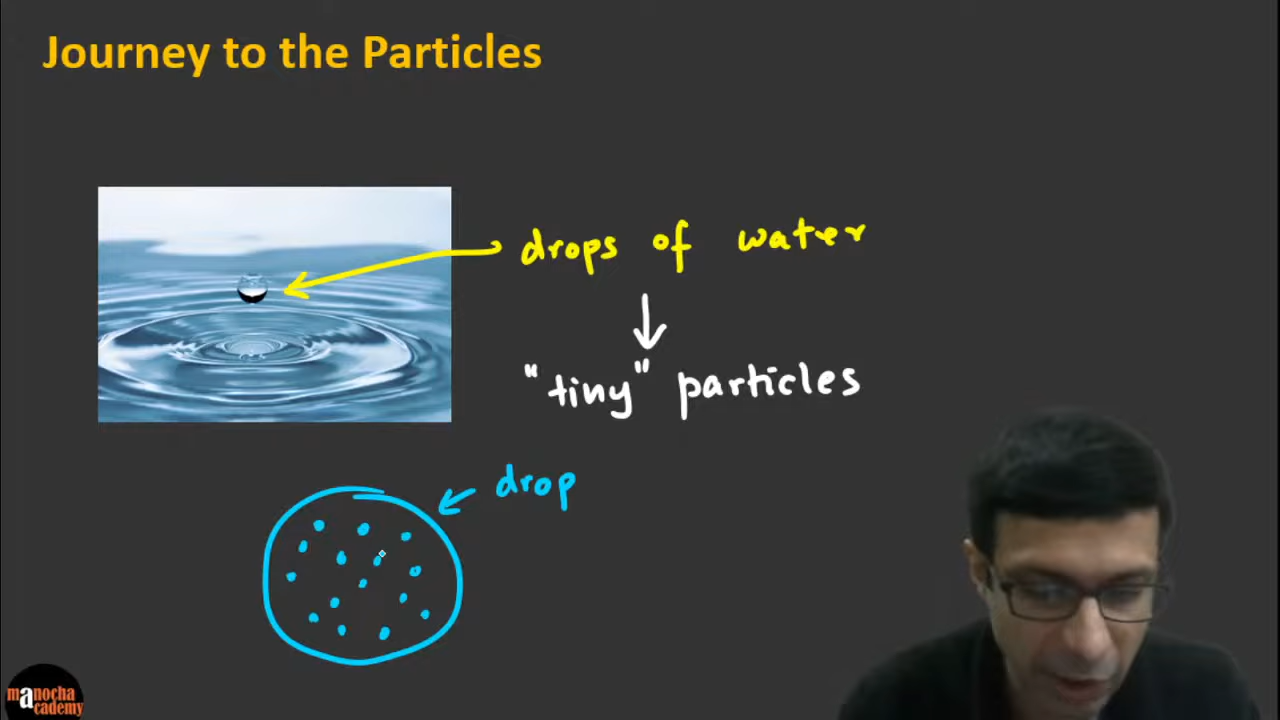 Journey to the Particles
drops of water
"tiny" particles
drop
manocha
academy